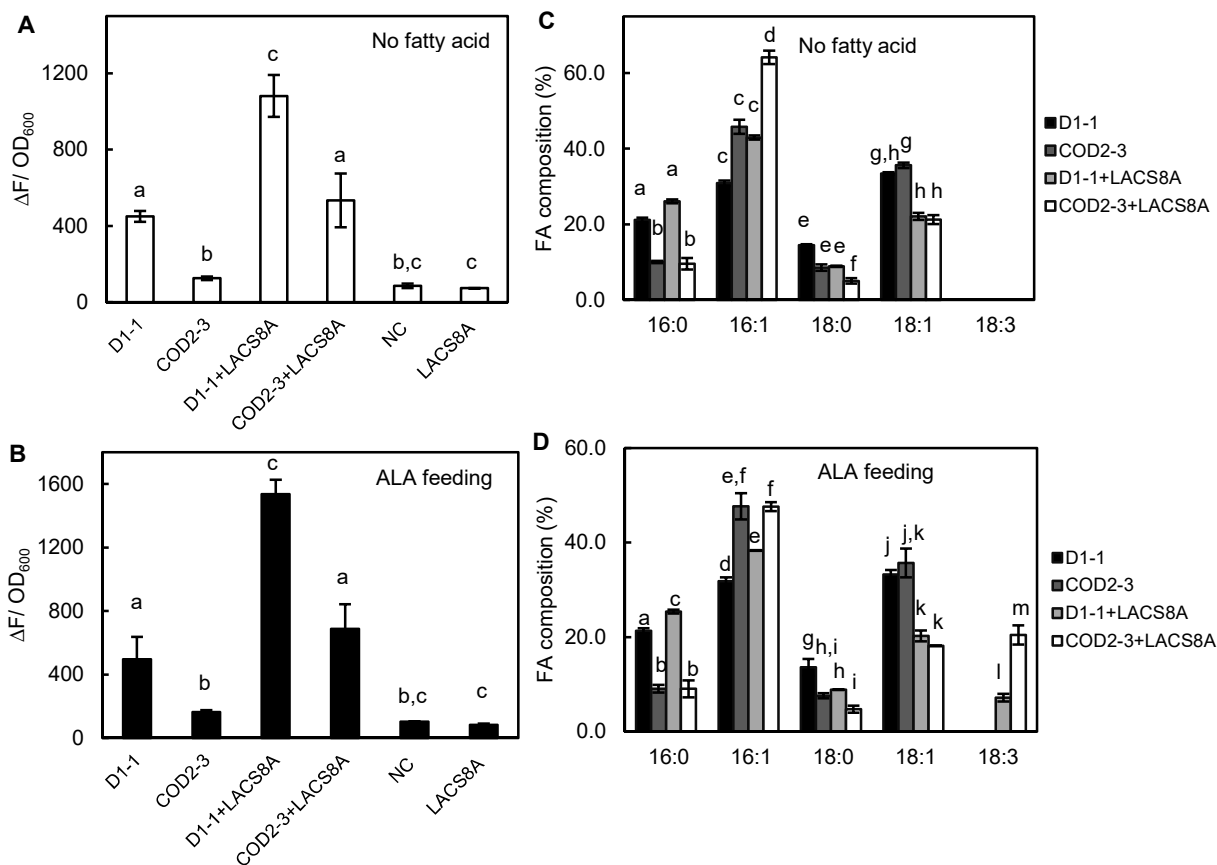 A
No fatty acid
ΔF/ OD600
1200
800
400
0
a
b
c
a
b,c
c
D1-1
COD2-3
D1-1+LACS8A
COD2-3+LACS8A
NC
LACS8A
C
No fatty acid
FA composition (%)
60.0
40.0
20.0
0.0
a
b
a
b
c
c
c
d
e
e
e
f
g,h
g
h
h
16:0
16:1
18:0
18:1
18:3
D1-1
COD2-3
D1-1+LACS8A
COD2-3+LACS8A
B
ALA feeding
ΔF/ OD600
1600
1200
800
400
0
a
b
c
a
b,c
c
D1-1
COD2-3
D1-1+LACS8A
COD2-3+LACS8A
NC
LACS8A
D
ALA feeding
FA composition (%)
60.0
40.0
20.0
0.0
a
b
c
b
d
e,f
e
f
g
h,i
h
i
j
j,k
k
k
l
m
16:0
16:1
18:0
18:1
18:3
D1-1
COD2-3
D1-1+LACS8A
COD2-3+LACS8A